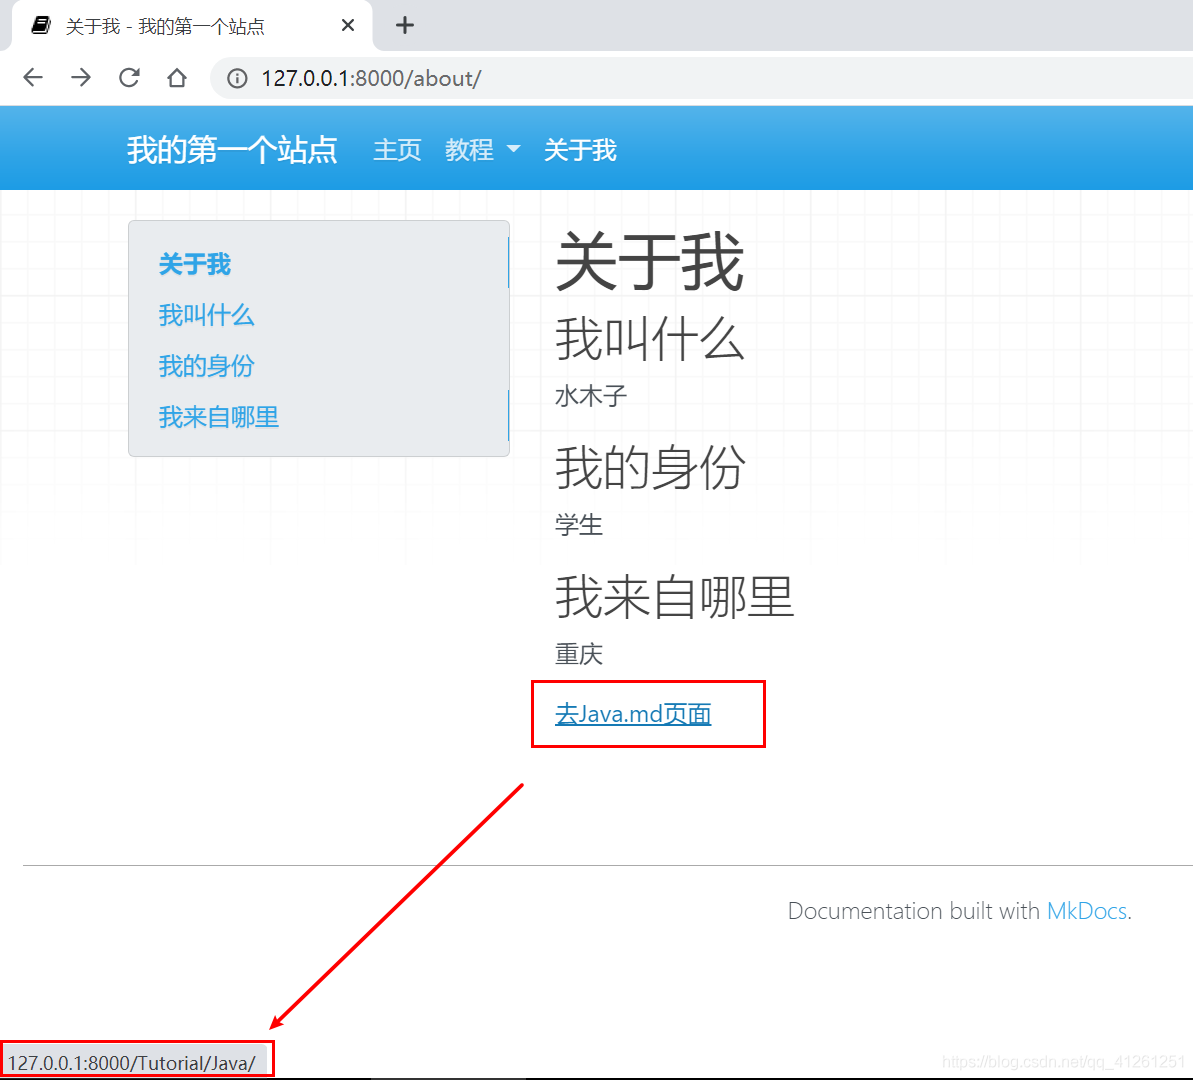 关于我 - 我的第一个站点
127.0.0.1:8000/about/
我的第一个站点 主页 教程 关于我
关于我
我叫什么
我的身份
我来自哪里
关于我
我叫什么
水木子
我的身份
学生
我来自哪里
重庆
去Java.md页面
Documentation built with MkDocs.
127.0.0.1:8000/Tutorial/Java/
https://blog.csdn.net/qq_41261251